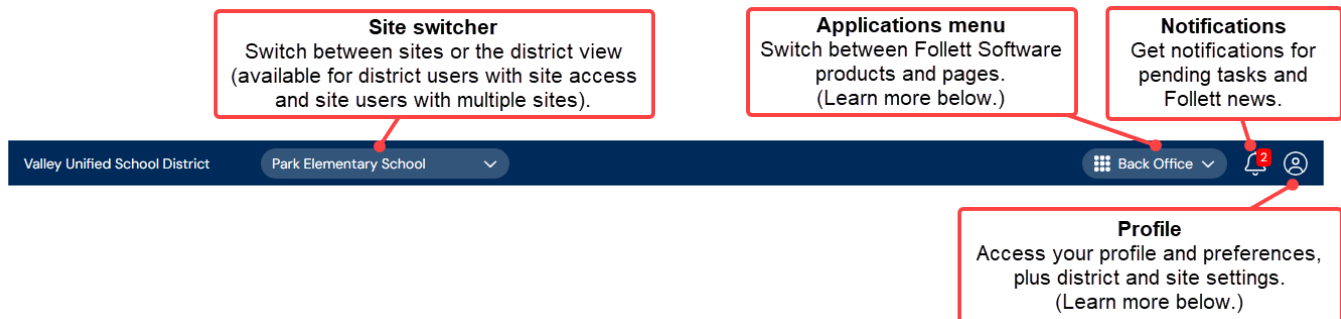 Site switcher
Switch between sites or the district view
(available for district users with site access
and site users with multiple sites).
Applications menu
Switch between Follett Software
products and pages.
(Learn more below.)
Notifications
Get notifications for
pending tasks and
Follett news.
Valley Unified School District
Park Elementary School
Back Office
2
Profile
Access your profile and preferences,
plus district and site settings.
(Learn more below.)